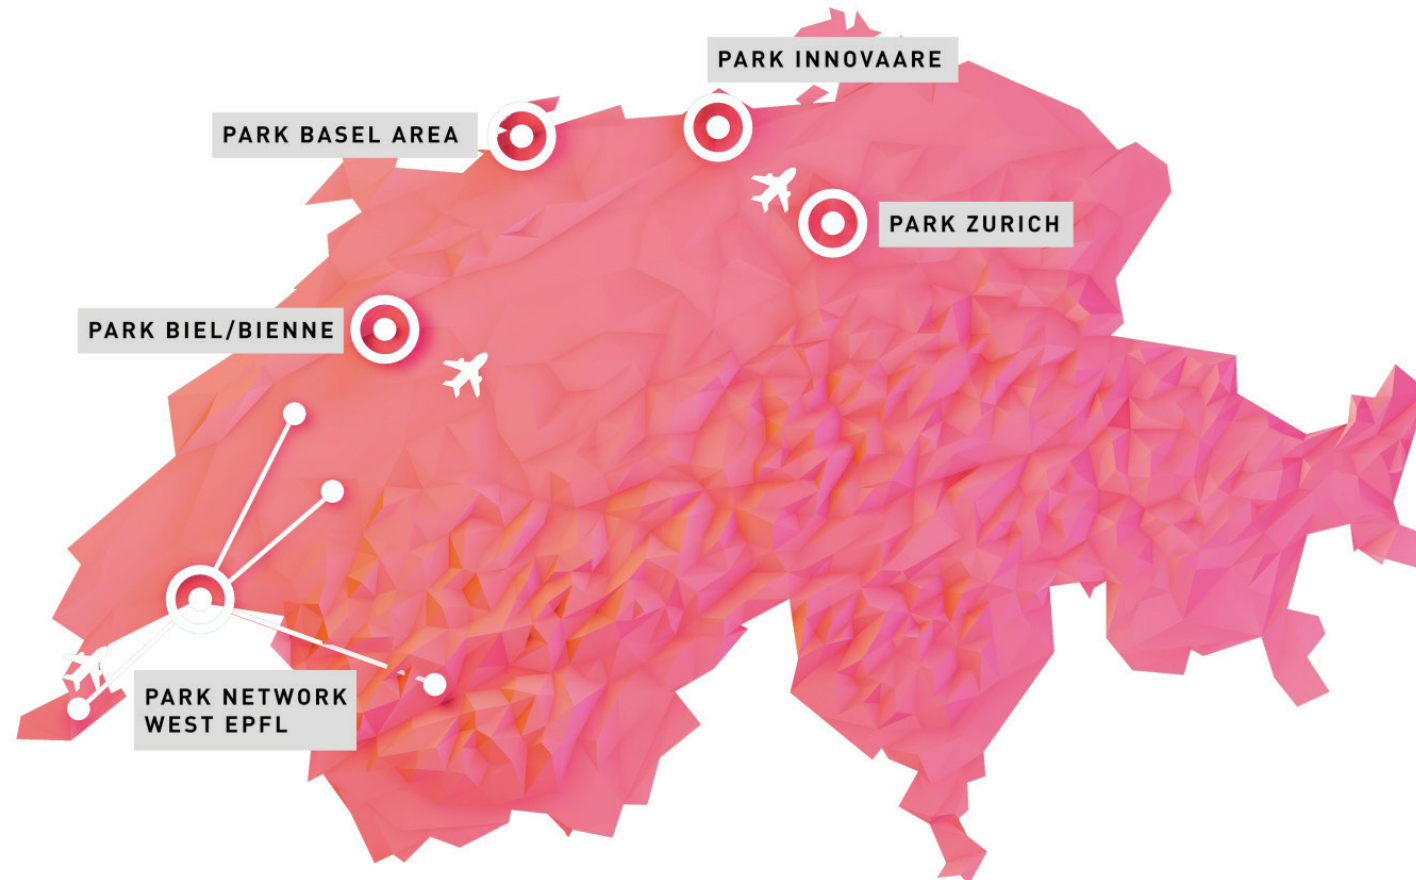 PARK INNOVAARE
PARK BASEL AREA
PARK ZURICH
PARK BIEL/BIENNE
PARK NETWORK
WEST EPFL